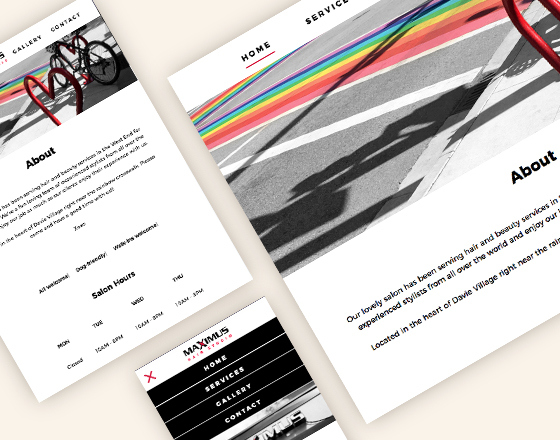 GALLERY CONTACT
About
has been serving hair and beauty services in the West End for
We're a fun loving team of experienced stylists from all over the
our job as much as our clients enjoy their experience with us.
in the heart of Davie Village right near the rainbow crosswalk. Please
come and have a good time with us!
All welcome! Dog-friendly! Walk ins welcome!
Salon Hours
MON TUE WED THU
Closed 10AM - 8PM 10AM - 8PM 10AM - 8PM
HOME
About
Our lovely salon has been serving hair and beauty services in
experienced stylists from all over the world and enjoy our
Located in the heart of Davie Village right near the
MAXIMUS
HAIR STUDIO
HOME
SERVICES
GALLERY
CONTACT